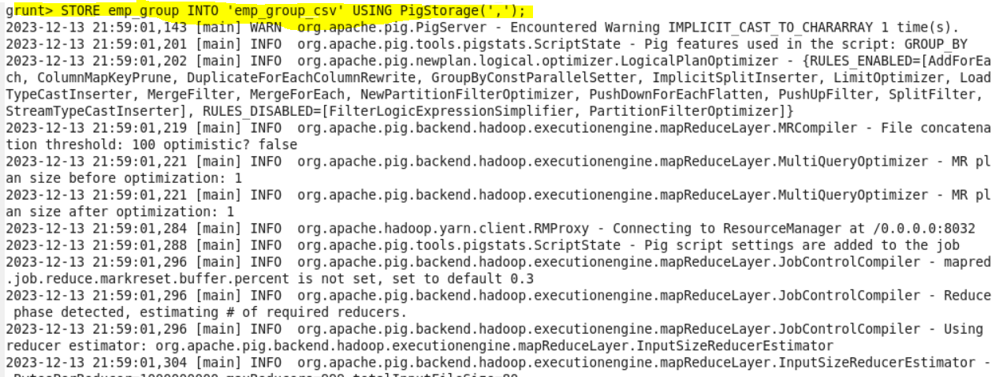 grunt> STORE emp_group INTO 'emp_group_csv' USING PigStorage(',');
2023-12-13 21:59:01,143 [main] WARN  org.apache.pig.PigServer - Encountered Warning IMPLICIT_CAST_TO_CHARARRAY 1 time(s).
2023-12-13 21:59:01,201 [main] INFO  org.apache.pig.tools.pigstats.ScriptState - Pig features used in the script: GROUP_BY
2023-12-13 21:59:01,202 [main] INFO  org.apache.pig.newplan.logical.optimizer.LogicalPlanOptimizer - {RULES_ENABLED=[AddForEa
ch, ColumnMapKeyPrune, DuplicateForEachColumnRewrite, GroupByConstParallelSetter, ImplicitSplitInserter, LimitOptimizer, Load
TypeCastInserter, MergeFilter, MergeForEach, NewPartitionFilterOptimizer, PushDownForEachFlatten, PushUpFilter, SplitFilter,
StreamTypeCastInserter], RULES_DISABLED=[FilterLogicExpressionSimplifier, PartitionFilterOptimizer]}
2023-12-13 21:59:01,219 [main] INFO  org.apache.pig.backend.hadoop.executionengine.mapReduceLayer.MRCompiler - File concatena
tion threshold: 100 optimistic? false
2023-12-13 21:59:01,221 [main] INFO  org.apache.pig.backend.hadoop.executionengine.mapReduceLayer.MultiQueryOptimizer - MR pl
an size before optimization: 1
2023-12-13 21:59:01,221 [main] INFO  org.apache.pig.backend.hadoop.executionengine.mapReduceLayer.MultiQueryOptimizer - MR pl
an size after optimization: 1
2023-12-13 21:59:01,284 [main] INFO  org.apache.hadoop.yarn.client.RMProxy - Connecting to ResourceManager at /0.0.0.0:8032
2023-12-13 21:59:01,288 [main] INFO  org.apache.pig.tools.pigstats.ScriptState - Pig script settings are added to the job
2023-12-13 21:59:01,296 [main] INFO  org.apache.pig.backend.hadoop.executionengine.mapReduceLayer.JobControlCompiler - mapred
.job.reduce.markreset.buffer.percent is not set, set to default 0.3
2023-12-13 21:59:01,296 [main] INFO  org.apache.pig.backend.hadoop.executionengine.mapReduceLayer.JobControlCompiler - Reduce
 phase detected, estimating # of required reducers.
2023-12-13 21:59:01,296 [main] INFO  org.apache.pig.backend.hadoop.executionengine.mapReduceLayer.JobControlCompiler - Using
reducer estimator: org.apache.pig.backend.hadoop.executionengine.mapReduceLayer.InputSizeReducerEstimator
2023-12-13 21:59:01,304 [main] INFO  org.apache.pig.backend.hadoop.executionengine.mapReduceLayer.InputSizeReducerEstimator -